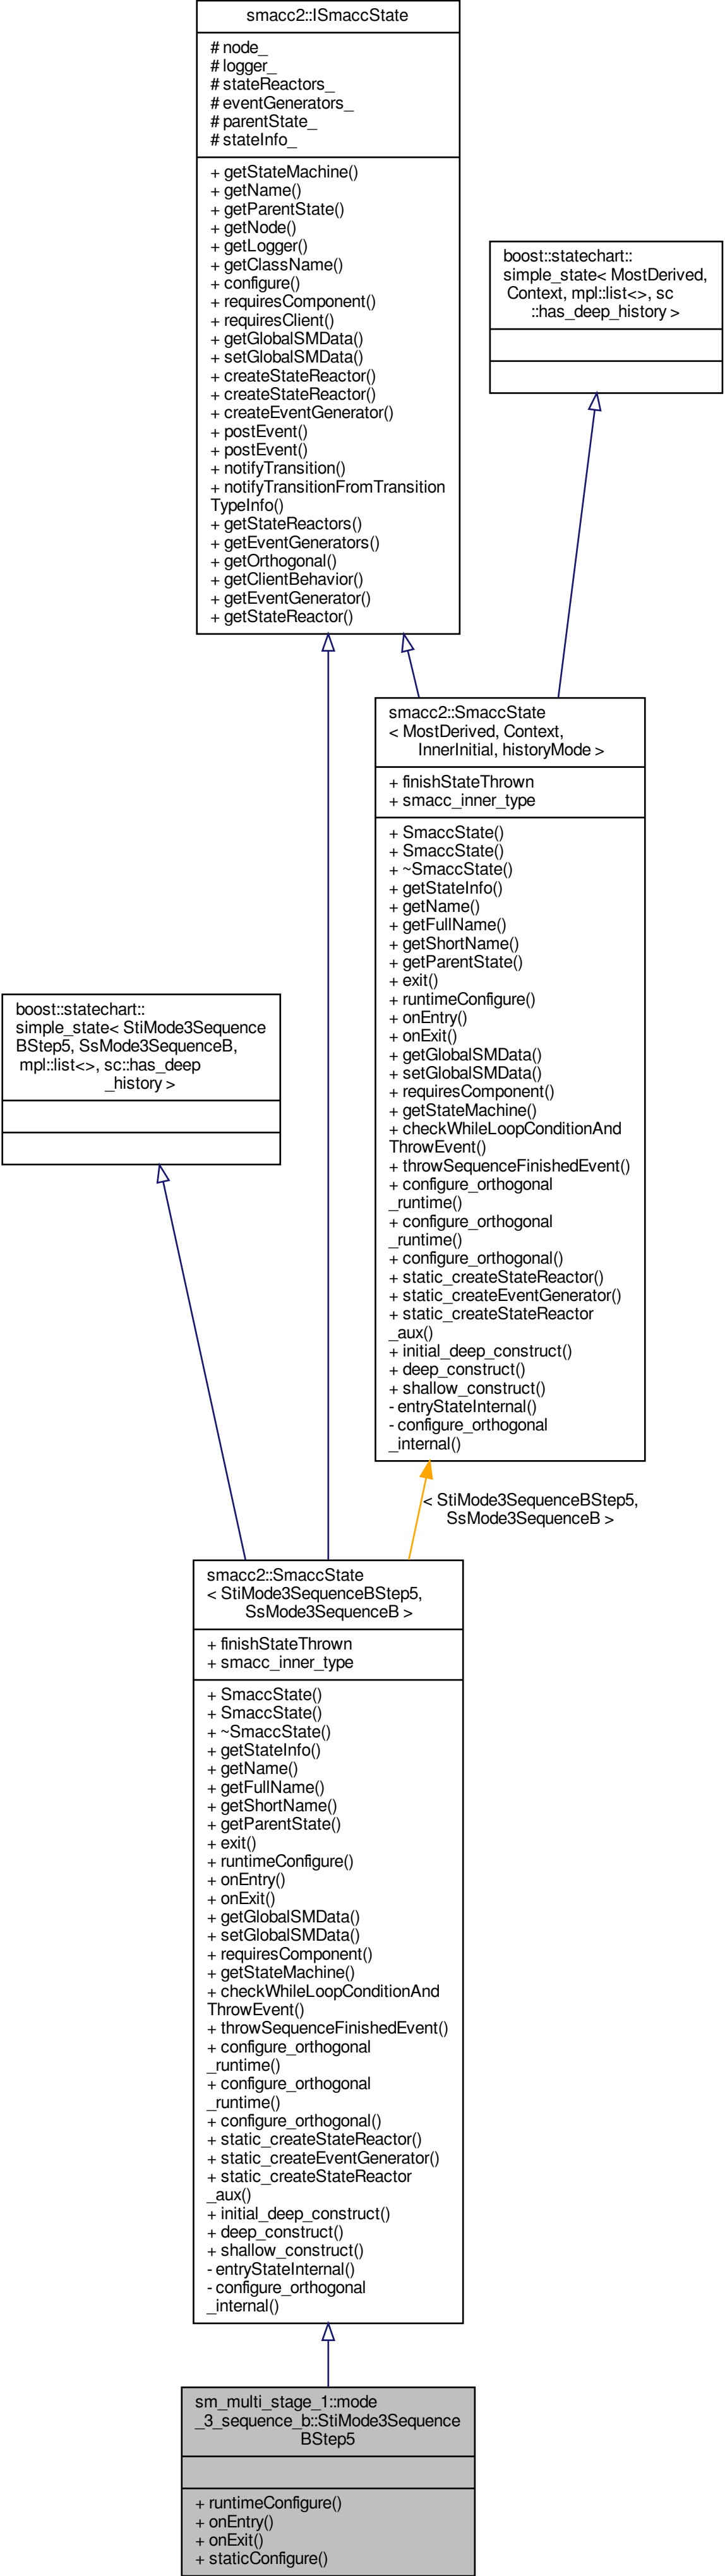 smacc2::ISmaccState
# node_
# logger_
# stateReactors_
# eventGenerators_
# parentState_
# stateInfo_
+ getStateMachine()
+ getName()
+ getParentState()
+ getNode()
+ getLogger()
+ getClassName()
+ configure()
+ requiresComponent()
+ requiresClient()
+ getGlobalSMData()
+ setGlobalSMData()
+ createStateReactor()
+ createStateReactor()
+ createEventGenerator()
+ postEvent()
+ postEvent()
+ notifyTransition()
+ notifyTransitionFromTransition
TypeInfo()
+ getStateReactors()
+ getEventGenerators()
+ getOrthogonal()
+ getClientBehavior()
+ getEventGenerator()
+ getStateReactor()
boost::statechart::
simple_state< MostDerived,
Context, mpl::list<>, sc
::has_deep_history >
smacc2::SmaccState
< MostDerived, Context,
InnerInitial, historyMode >
+ finishStateThrown
+ smacc_inner_type
+ SmaccState()
+ SmaccState()
+ ~SmaccState()
+ getStateInfo()
+ getName()
+ getFullName()
+ getShortName()
+ getParentState()
+ exit()
+ runtimeConfigure()
+ onEntry()
+ onExit()
+ getGlobalSMData()
+ setGlobalSMData()
+ requiresComponent()
+ getStateMachine()
+ checkWhileLoopConditionAnd
ThrowEvent()
+ throwSequenceFinishedEvent()
+ configure_orthogonal
_runtime()
+ configure_orthogonal
_runtime()
+ configure_orthogonal()
+ static_createStateReactor()
+ static_createEventGenerator()
+ static_createStateReactor
_aux()
+ initial_deep_construct()
+ deep_construct()
+ shallow_construct()
- entryStateInternal()
- configure_orthogonal
_internal()
boost::statechart::
simple_state< StiMode3Sequence
BStep5, SsMode3SequenceB,
mpl::list<>, sc::has_deep
_history >
< StiMode3SequenceBStep5,
SsMode3SequenceB >
smacc2::SmaccState
< StiMode3SequenceBStep5,
SsMode3SequenceB >
+ finishStateThrown
+ smacc_inner_type
+ SmaccState()
+ SmaccState()
+ ~SmaccState()
+ getStateInfo()
+ getName()
+ getFullName()
+ getShortName()
+ getParentState()
+ exit()
+ runtimeConfigure()
+ onEntry()
+ onExit()
+ getGlobalSMData()
+ setGlobalSMData()
+ requiresComponent()
+ getStateMachine()
+ checkWhileLoopConditionAnd
ThrowEvent()
+ throwSequenceFinishedEvent()
+ configure_orthogonal
_runtime()
+ configure_orthogonal
_runtime()
+ configure_orthogonal()
+ static_createStateReactor()
+ static_createEventGenerator()
+ static_createStateReactor
_aux()
+ initial_deep_construct()
+ deep_construct()
+ shallow_construct()
- entryStateInternal()
- configure_orthogonal
_internal()
sm_multi_stage_1::mode
_3_sequence_b::StiMode3Sequence
BStep5
+ runtimeConfigure()
+ onEntry()
+ onExit()
+ staticConfigure()